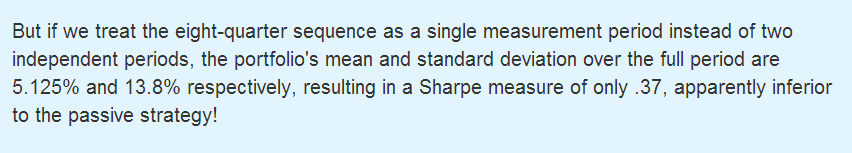 But if we treat the eight-quarter sequence as a single measurement period instead of two
independent periods, the portfolio's mean and standard deviation over the full period are
5.125% and 13.8% respectively, resulting in a Sharpe measure of only .37, apparently inferior
to the passive strategy!